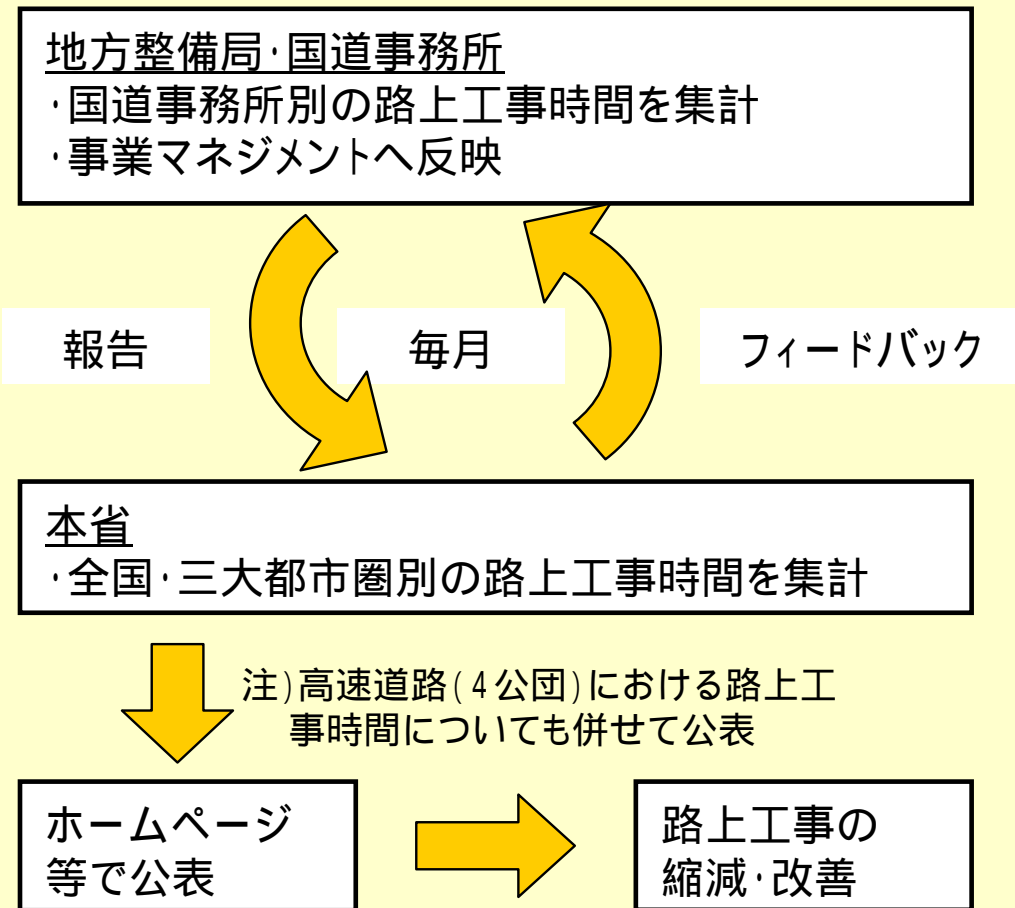 地方整備局･国道事務所
･国道事務所別の路上工事時間を集計
･事業マネジメントへ反映
報告
毎月
フィードバック
本省
･全国･三大都市圏別の路上工事時間を集計
注)高速道路(4公団)における路上工
事時間についても併せて公表
ホームページ
等で公表
路上工事の
縮減･改善